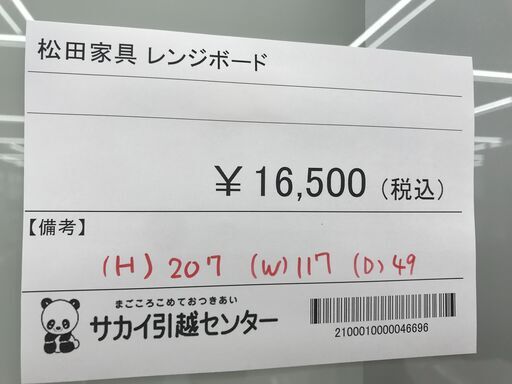 松田家具 レンジボード
￥16,500（税込）
【備考】
(H) 207 (W) 117 (D) 49
まごころこめておつきあい
サカイ引越センター
2100010000046696